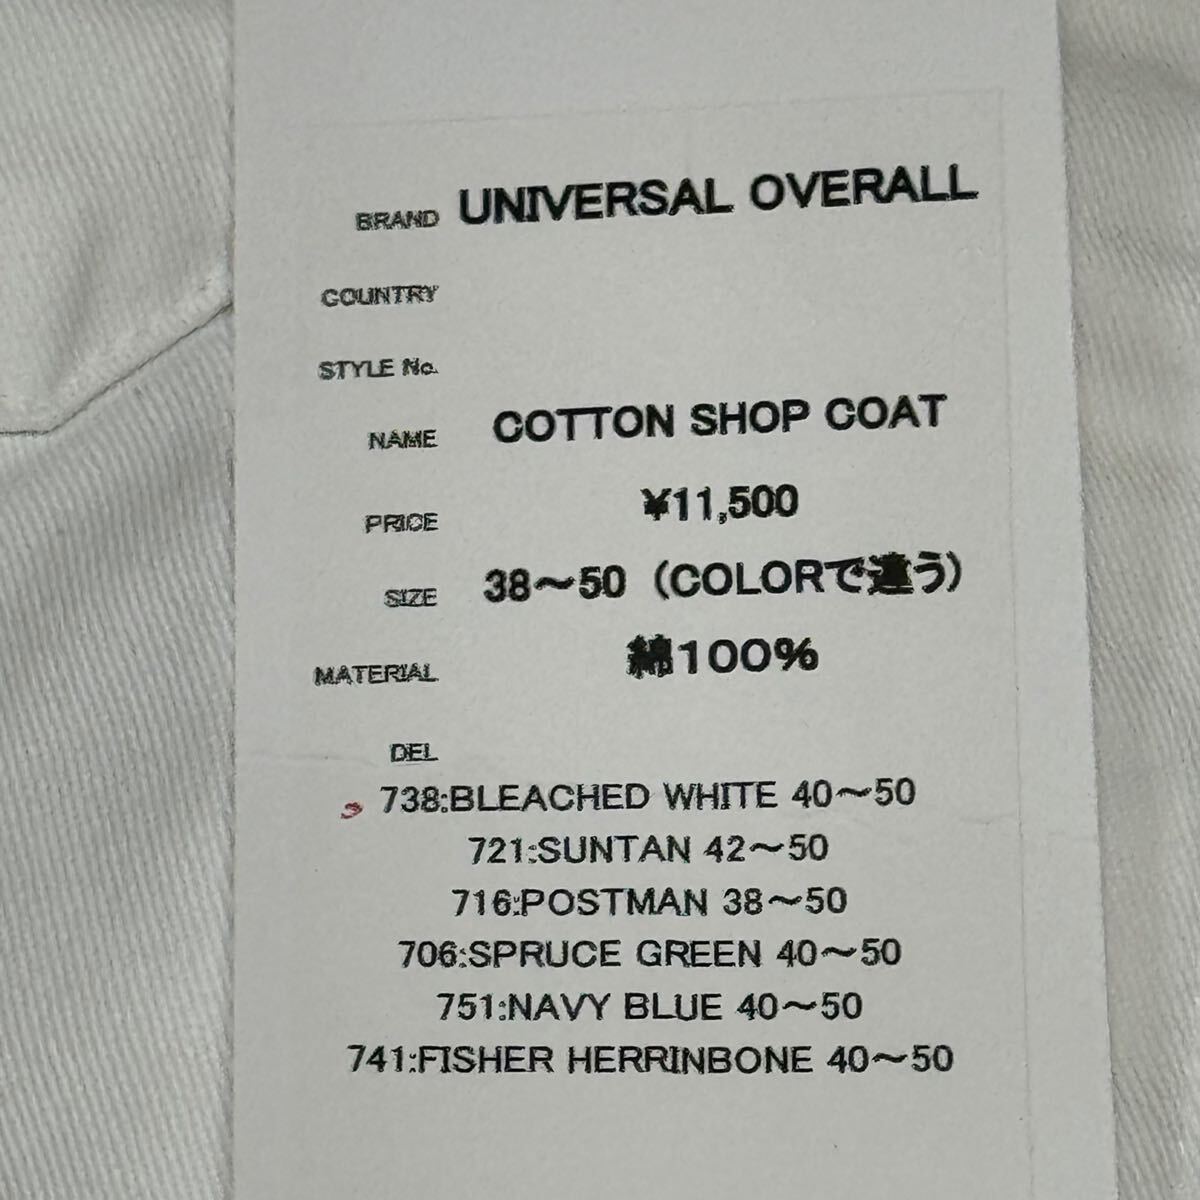 BRAND UNIVERSAL OVERALL
COUNTRY
STYLE No.
NAME COTTON SHOP COAT
PRICE ¥11,500
SIZE 38～50（COLORで違う）
MATERIAL 綿100%
DEL
738:BLEACHED WHITE 40～50
721:SUNTAN 42～50
716:POSTMAN 38～50
706:SPRUCE GREEN 40～50
751:NAVY BLUE 40～50
741:FISHER HERRINBONE 40～50